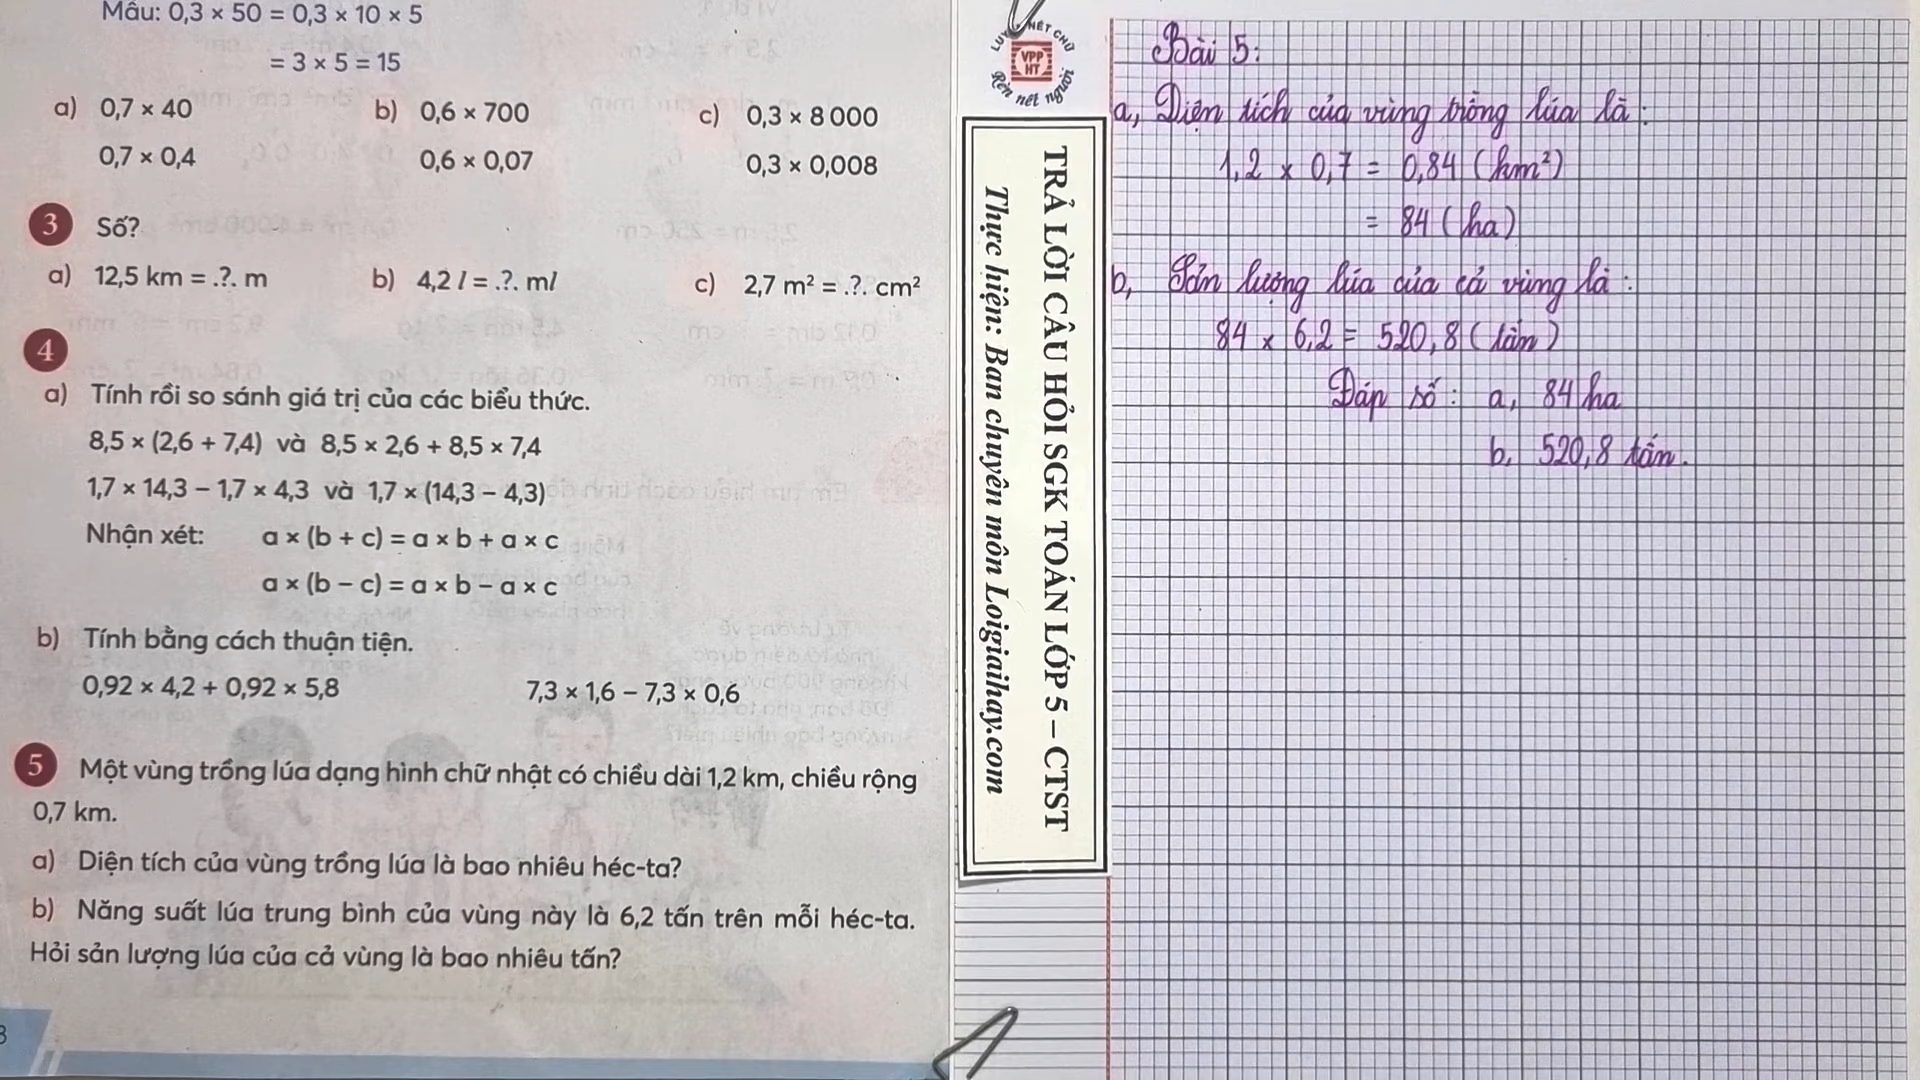 Mẫu: 0,3 × 50 = 0,3 × 10 × 5
= 3 × 5 = 15
a) 0,7 × 40 b) 0,6 × 700 c) 0,3 × 8 000
0,7 × 0,4 0,6 × 0,07 0,3 × 0,008
3 Số?
a) 12,5 km = .?. m b) 4,2 l = .?. ml c) 2,7 m² = .?. cm²
4
a) Tính rồi so sánh giá trị của các biểu thức.
8,5 × (2,6 + 7,4) và 8,5 × 2,6 + 8,5 × 7,4
1,7 × 14,3 – 1,7 × 4,3 và 1,7 × (14,3 – 4,3)
Nhận xét: a × (b + c) = a × b + a × c
a × (b – c) = a × b – a × c
b) Tính bằng cách thuận tiện.
0,92 × 4,2 + 0,92 × 5,8 7,3 × 1,6 – 7,3 × 0,6
5 Một vùng trồng lúa dạng hình chữ nhật có chiều dài 1,2 km, chiều rộng
0,7 km.
a) Diện tích của vùng trồng lúa là bao nhiêu héc-ta?
b) Năng suất lúa trung bình của vùng này là 6,2 tấn trên mỗi héc-ta.
Hỏi sản lượng lúa của cả vùng là bao nhiêu tấn?
NÉT CHỮ
VPP
HT
Rèn nết người
TRẢ LỜI CÂU HỎI SGK TOÁN LỚP 5 – CTST
Thực hiện: Ban chuyên môn Loigiaihay.com
Bài 5:
a, Diện tích của vùng trồng lúa là:
1,2 × 0,7 = 0,84 (km²)
= 84 (ha)
b, Sản lượng lúa của cả vùng là:
84 × 6,2 = 520,8 (tấn)
Đáp số: a, 84 ha
b, 520,8 tấn.